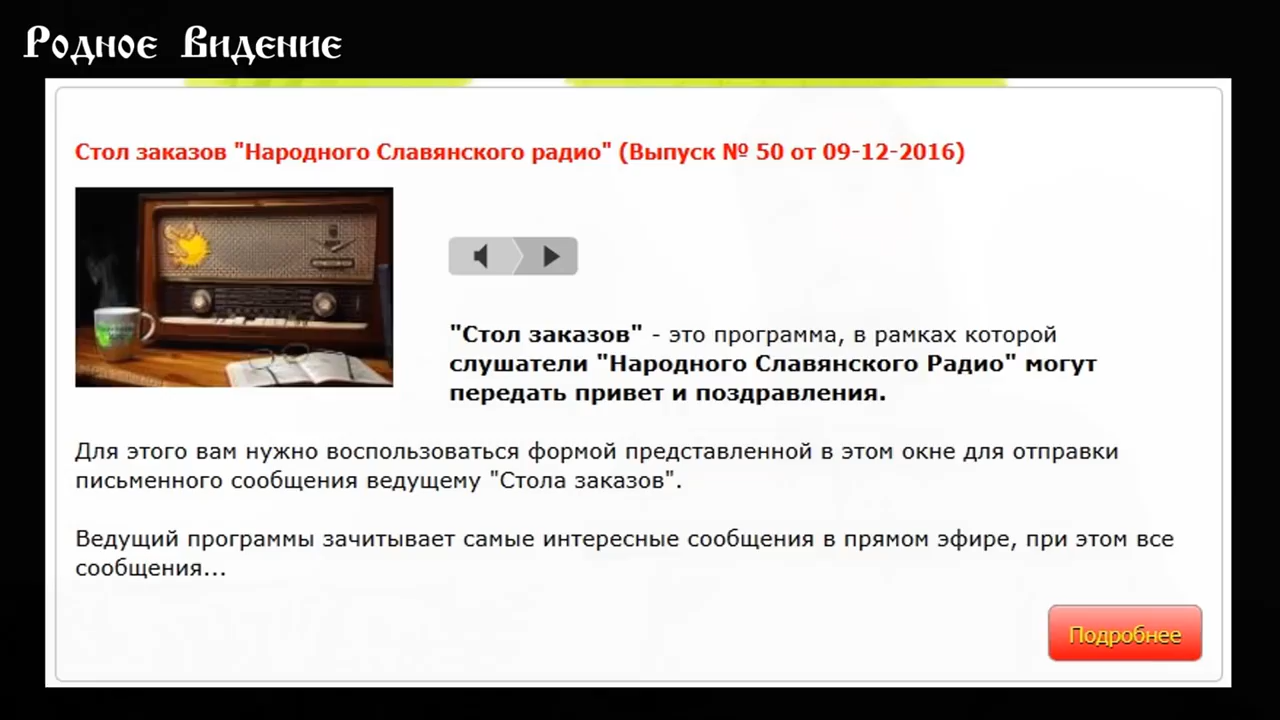 Родное Видение
Стол заказов "Народного Славянского радио" (Выпуск № 50 от 09-12-2016)
"Стол заказов" - это программа, в рамках которой
слушатели "Народного Славянского Радио" могут
передать привет и поздравления.
Для этого вам нужно воспользоваться формой представленной в этом окне для отправки
письменного сообщения ведущему "Стола заказов".
Ведущий программы зачитывает самые интересные сообщения в прямом эфире, при этом все
сообщения...
Подробнее